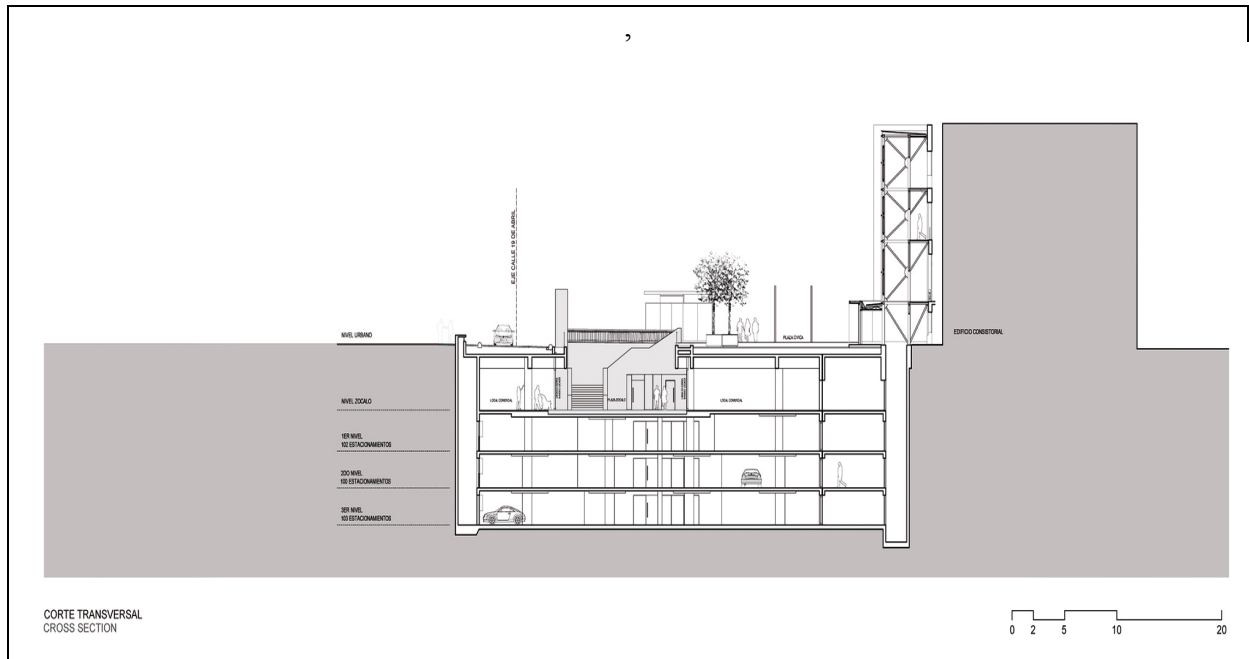 ,
EJE CALLE 19 DE ABRIL
NIVEL URBANO
PLAZA CIVICA
EDIFICIO CONSISTORIAL
NIVEL ZOCALO
LOCAL COMERCIAL
PLAZA ZOCALO
LOCAL COMERCIAL
1ER NIVEL
102 ESTACIONAMIENTOS
2DO NIVEL
100 ESTACIONAMIENTOS
3ER NIVEL
103 ESTACIONAMIENTOS
CORTE TRANSVERSAL
CROSS SECTION
0 2 5 10 20